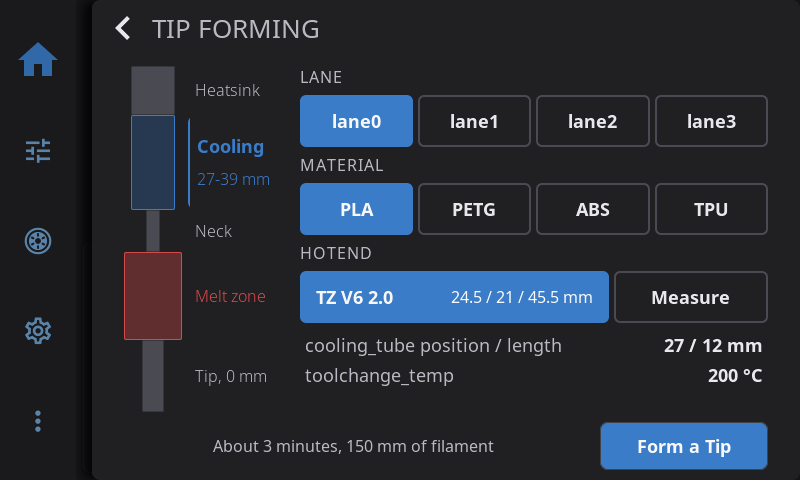 TIP FORMING
Heatsink
Cooling
27-39 mm
Neck
Melt zone
Tip, 0 mm
LANE
lane0 lane1 lane2 lane3
MATERIAL
PLA PETG ABS TPU
HOTEND
TZ V6 2.0 24.5 / 21 / 45.5 mm Measure
cooling_tube position / length 27 / 12 mm
toolchange_temp 200 °C
About 3 minutes, 150 mm of filament
Form a Tip